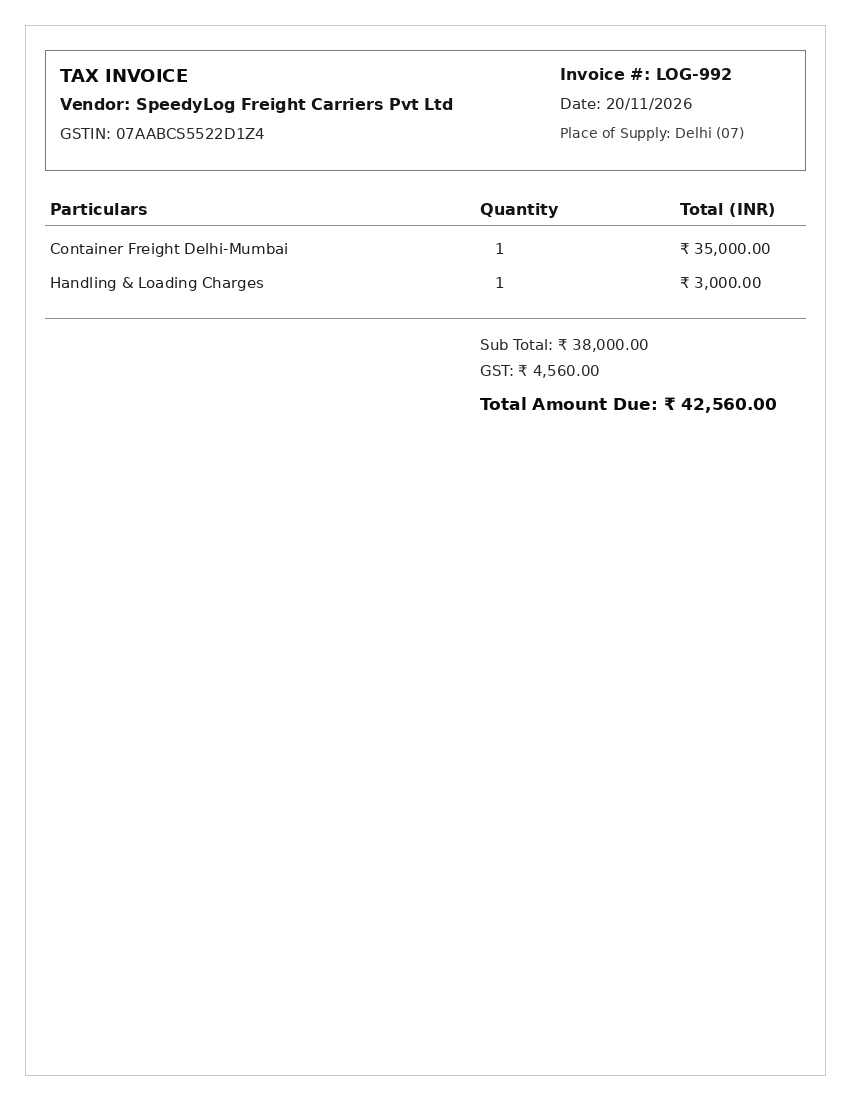 TAX INVOICE
Invoice #: LOG-992
Vendor: SpeedyLog Freight Carriers Pvt Ltd
Date: 20/11/2026
GSTIN: 07AABCS5522D1Z4
Place of Supply: Delhi (07)
Particulars Quantity Total (INR)
Container Freight Delhi-Mumbai 1 ₹ 35,000.00
Handling & Loading Charges 1 ₹ 3,000.00
Sub Total: ₹ 38,000.00
GST: ₹ 4,560.00
Total Amount Due: ₹ 42,560.00